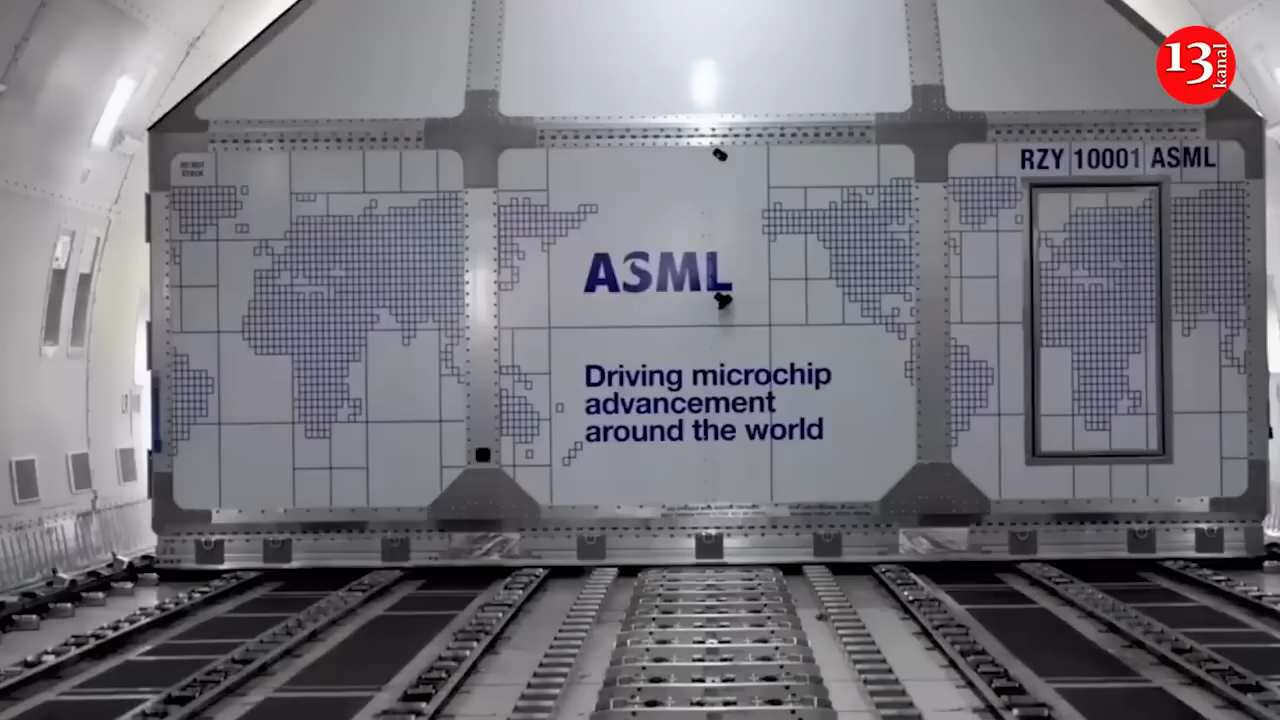 13 kanal
RZY 10001 ASML
ASML
Driving microchip
advancement
around the world